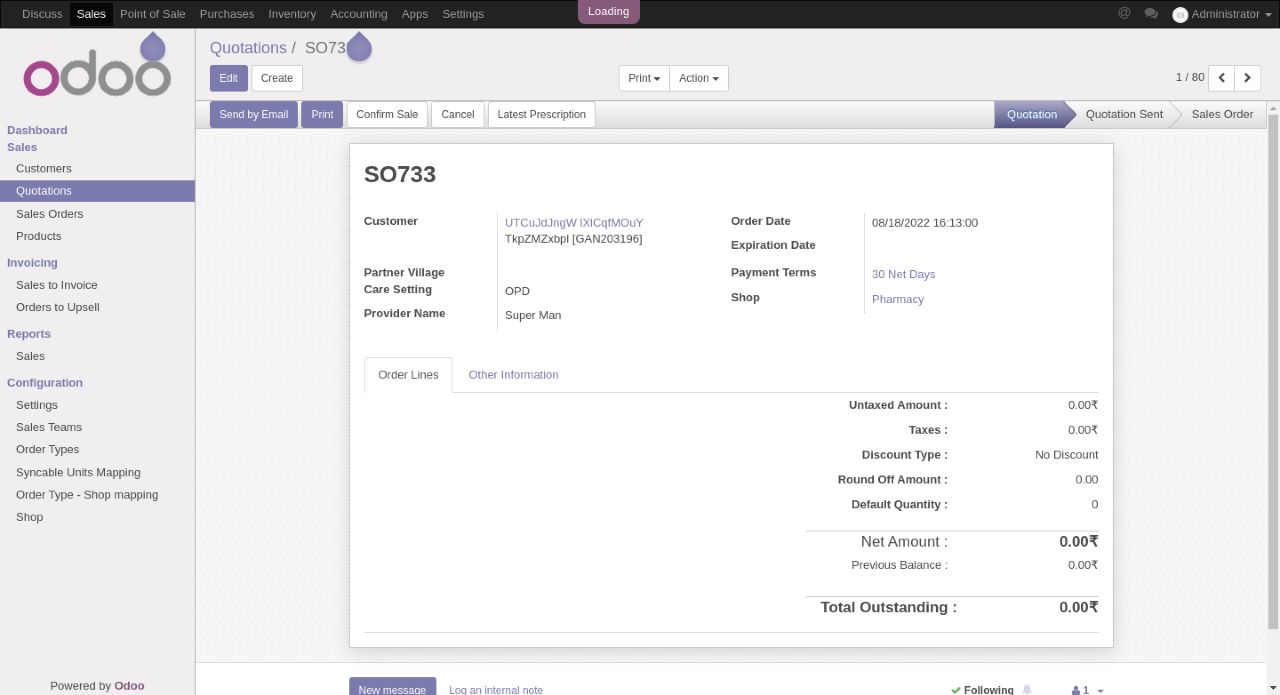 Discuss Sales Point of Sale Purchases Inventory Accounting Apps Settings Loading @ Administrator
odoo
Quotations / SO73
Edit Create Print Action 1 / 80
Send by Email Print Confirm Sale Cancel Latest Prescription Quotation Quotation Sent Sales Order
Dashboard
Sales
Customers
Quotations
Sales Orders
Products
Invoicing
Sales to Invoice
Orders to Upsell
Reports
Sales
Configuration
Settings
Sales Teams
Order Types
Syncable Units Mapping
Order Type - Shop mapping
Shop
Powered by Odoo
SO733
Customer UTCuJdJngW IXICqfMOuY
TkpZMZxbpI [GAN203196]
Partner Village
Care Setting OPD
Provider Name Super Man
Order Date 08/18/2022 16:13:00
Expiration Date
Payment Terms 30 Net Days
Shop Pharmacy
Order Lines Other Information
Untaxed Amount : 0.00₹
Taxes : 0.00₹
Discount Type : No Discount
Round Off Amount : 0.00
Default Quantity : 0
Net Amount : 0.00₹
Previous Balance : 0.00₹
Total Outstanding : 0.00₹
New message Log an internal note Following 1